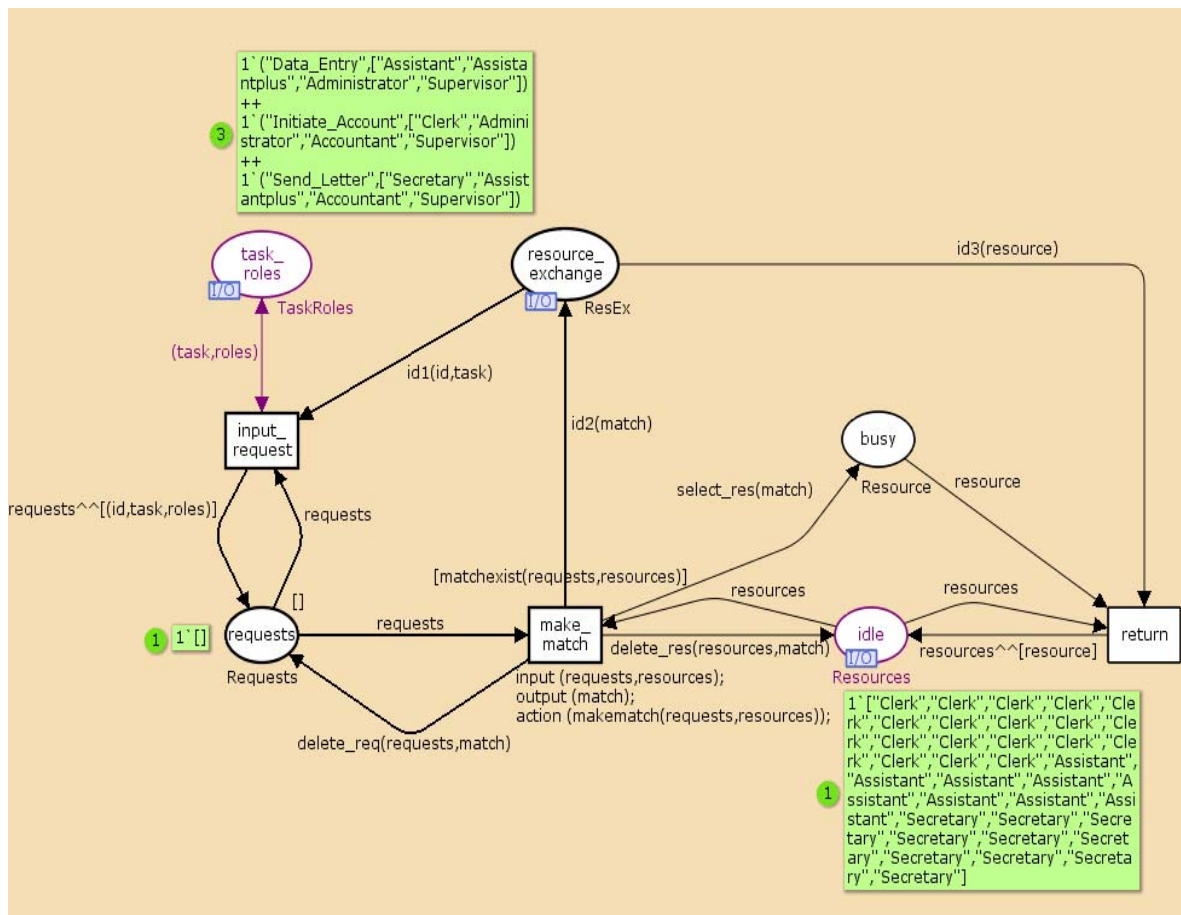 1`("Data_Entry",["Assistant","Assista
ntplus","Administrator","Supervisor"])
++
1`("Initiate_Account",["Clerk","Admini
strator","Accountant","Supervisor"])
++
1`("Send_Letter",["Secretary","Assist
antplus","Accountant","Supervisor"])
3
task_
roles
I/O
TaskRoles
resource_
exchange
I/O
ResEx
id3(resource)
(task,roles)
id1(id,task)
input_
request
id2(match)
busy
Resource
select_res(match)
resource
requests^^[(id,task,roles)]
requests
[matchexist(requests,resources)]
[]
requests
Requests
1
1`[]
requests
make_
match
resources
resources
delete_res(resources,match)
idle
I/O
Resources
resources^^[resource]
return
input (requests,resources);
output (match);
action (makematch(requests,resources));
delete_req(requests,match)
1
1`["Clerk","Clerk","Clerk","Clerk","Cle
rk","Clerk","Clerk","Clerk","Clerk","Cle
rk","Clerk","Clerk","Clerk","Clerk","Cle
rk","Clerk","Clerk","Clerk","Assistant",
"Assistant","Assistant","Assistant","A
ssistant","Assistant","Assistant","Assi
stant","Secretary","Secretary","Secre
tary","Secretary","Secretary","Secret
ary","Secretary","Secretary","Secreta
ry","Secretary"]